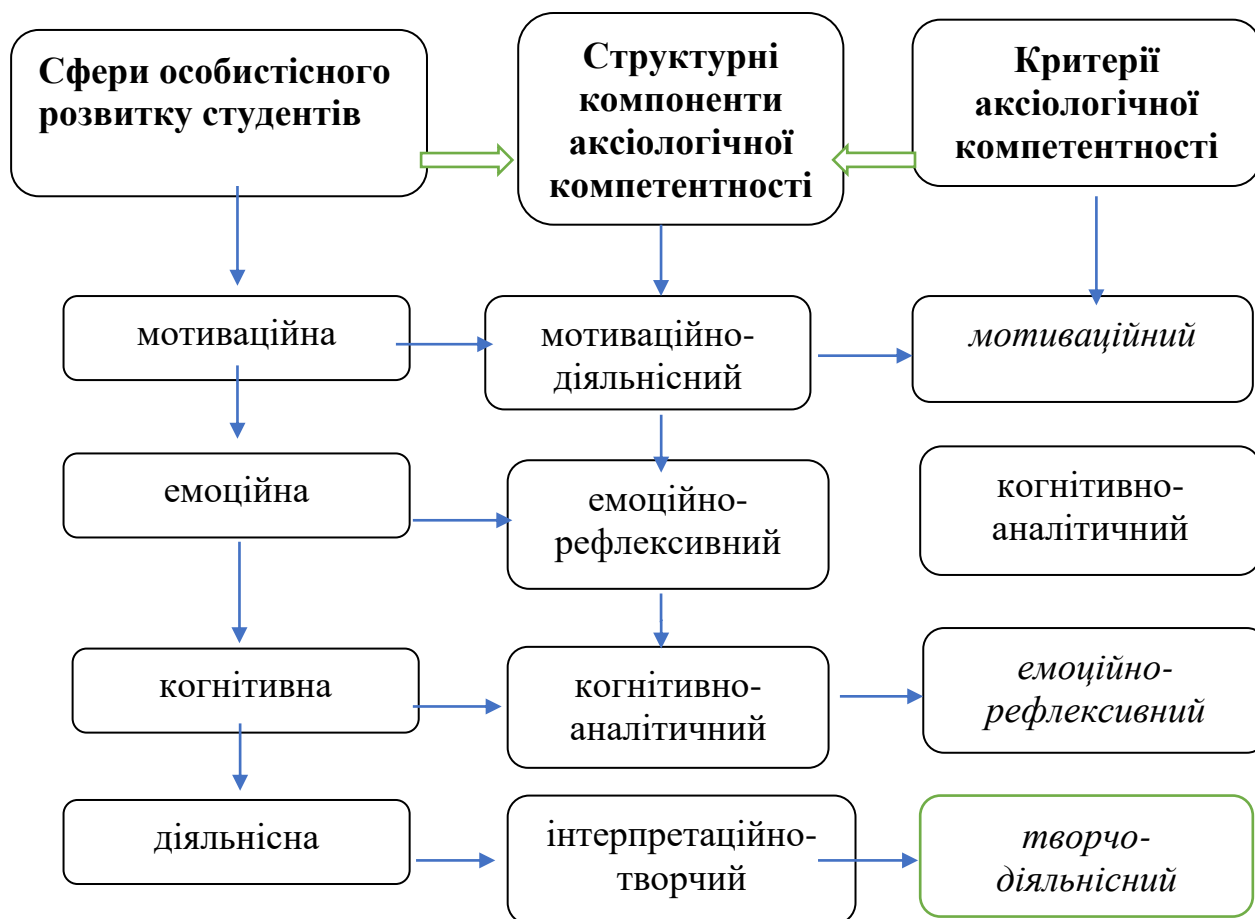 Сфери особистісного
розвитку студентів
Структурні
компоненти
аксіологічної
компетентності
Критерії
аксіологічної
компетентності
мотиваційна
мотиваційно-
діяльнісний
мотиваційний
емоційна
емоційно-
рефлексивний
когнітивно-
аналітичний
когнітивна
когнітивно-
аналітичний
емоційно-
рефлексивний
діяльнісна
інтерпретаційно-
творчий
творчо-
діяльнісний